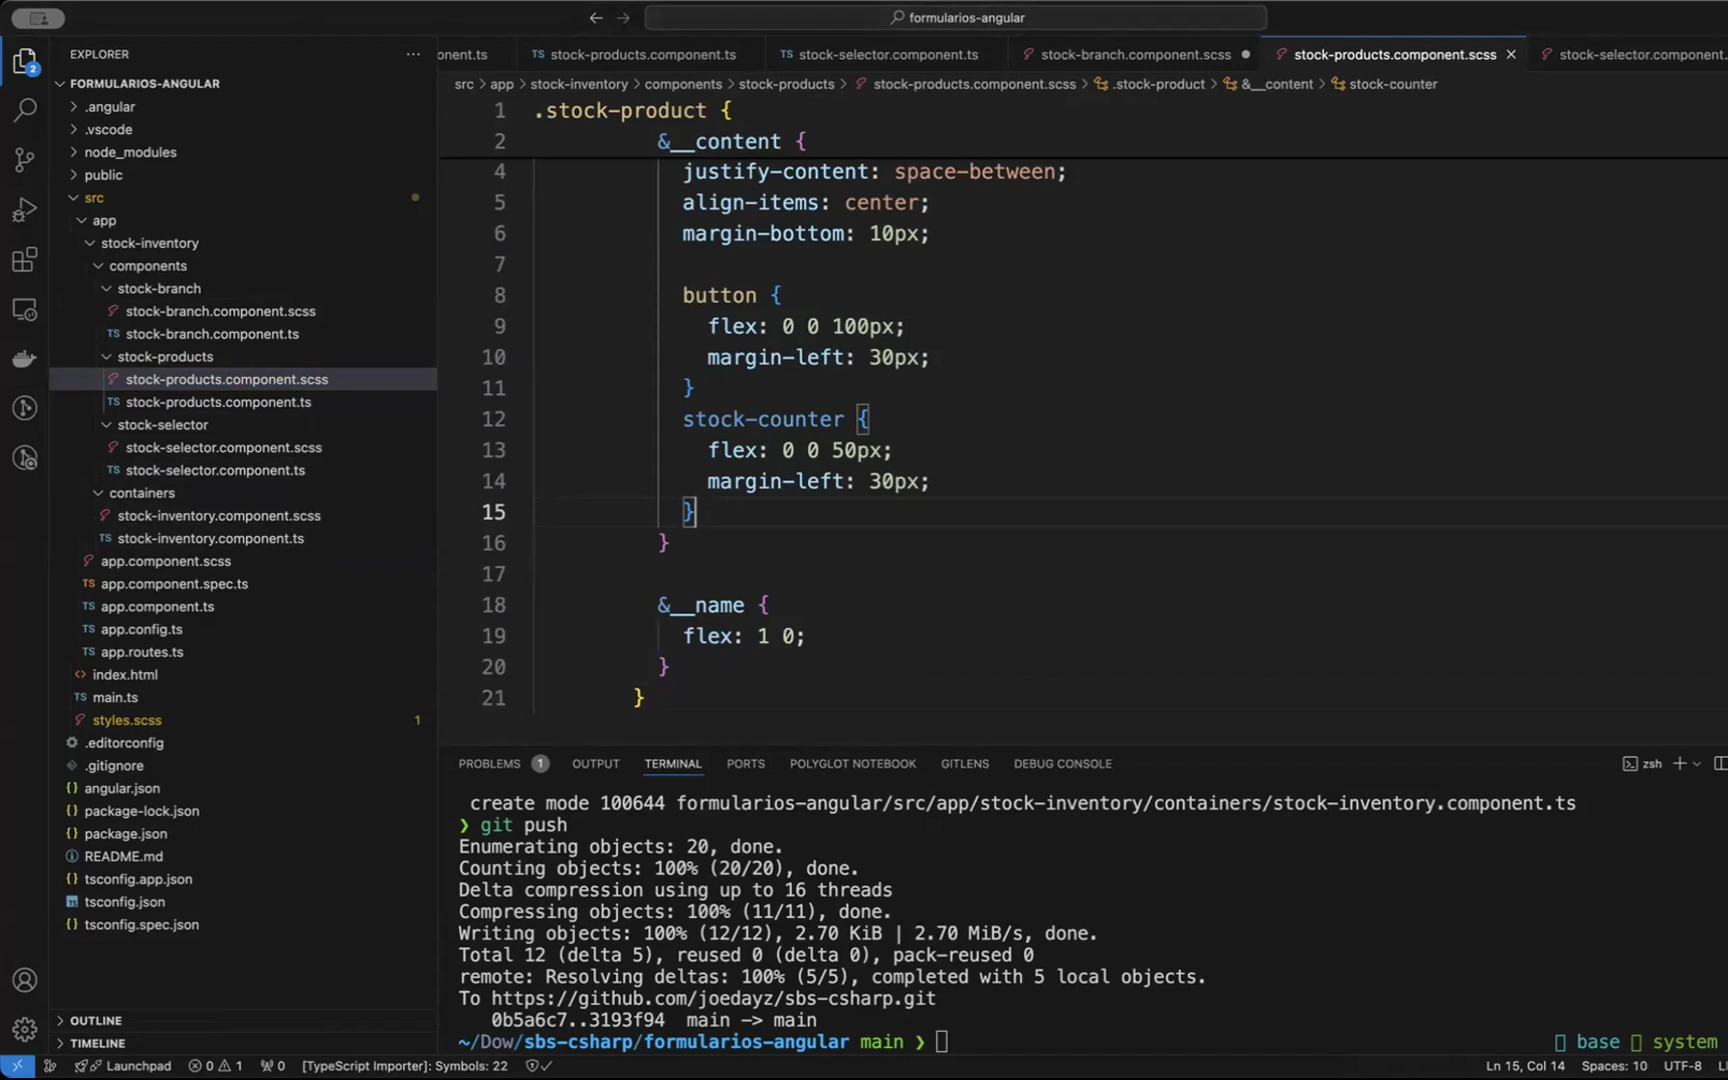 formularios-angular
EXPLORER
onent.ts
stock-products.component.ts
stock-selector.component.ts
stock-branch.component.scss
stock-products.component.scss
stock-selector.component.
src > app > stock-inventory > components > stock-products > stock-products.component.scss > .stock-product > &__content > stock-counter
2
FORMULARIOS-ANGULAR
.angular
.vscode
node_modules
public
src
app
stock-inventory
components
stock-branch
stock-branch.component.scss
stock-branch.component.ts
stock-products
stock-products.component.scss
stock-products.component.ts
stock-selector
stock-selector.component.scss
stock-selector.component.ts
containers
stock-inventory.component.scss
stock-inventory.component.ts
app.component.scss
app.component.spec.ts
app.component.ts
app.config.ts
app.routes.ts
index.html
main.ts
styles.scss 1
.editorconfig
.gitignore
angular.json
package-lock.json
package.json
README.md
tsconfig.app.json
tsconfig.json
tsconfig.spec.json
OUTLINE
TIMELINE
1 .stock-product {
2 &__content {
4 justify-content: space-between;
5 align-items: center;
6 margin-bottom: 10px;
7
8 button {
9 flex: 0 0 100px;
10 margin-left: 30px;
11 }
12 stock-counter {
13 flex: 0 0 50px;
14 margin-left: 30px;
15 }
16 }
17
18 &__name {
19 flex: 1 0;
20 }
21 }
PROBLEMS 1 OUTPUT TERMINAL PORTS POLYGLOT NOTEBOOK GITLENS DEBUG CONSOLE
zsh
create mode 100644 formularios-angular/src/app/stock-inventory/containers/stock-inventory.component.ts
❯ git push
Enumerating objects: 20, done.
Counting objects: 100% (20/20), done.
Delta compression using up to 16 threads
Compressing objects: 100% (11/11), done.
Writing objects: 100% (12/12), 2.70 KiB | 2.70 MiB/s, done.
Total 12 (delta 5), reused 0 (delta 0), pack-reused 0
remote: Resolving deltas: 100% (5/5), completed with 5 local objects.
To https://github.com/joedayz/sbs-csharp.git
0b5a6c7..3193f94 main -> main
~/Dow/sbs-csharp/formularios-angular main ❯
base system
Launchpad 0 1 0 [TypeScript Importer]: Symbols: 22
Ln 15, Col 14 Spaces: 10 UTF-8